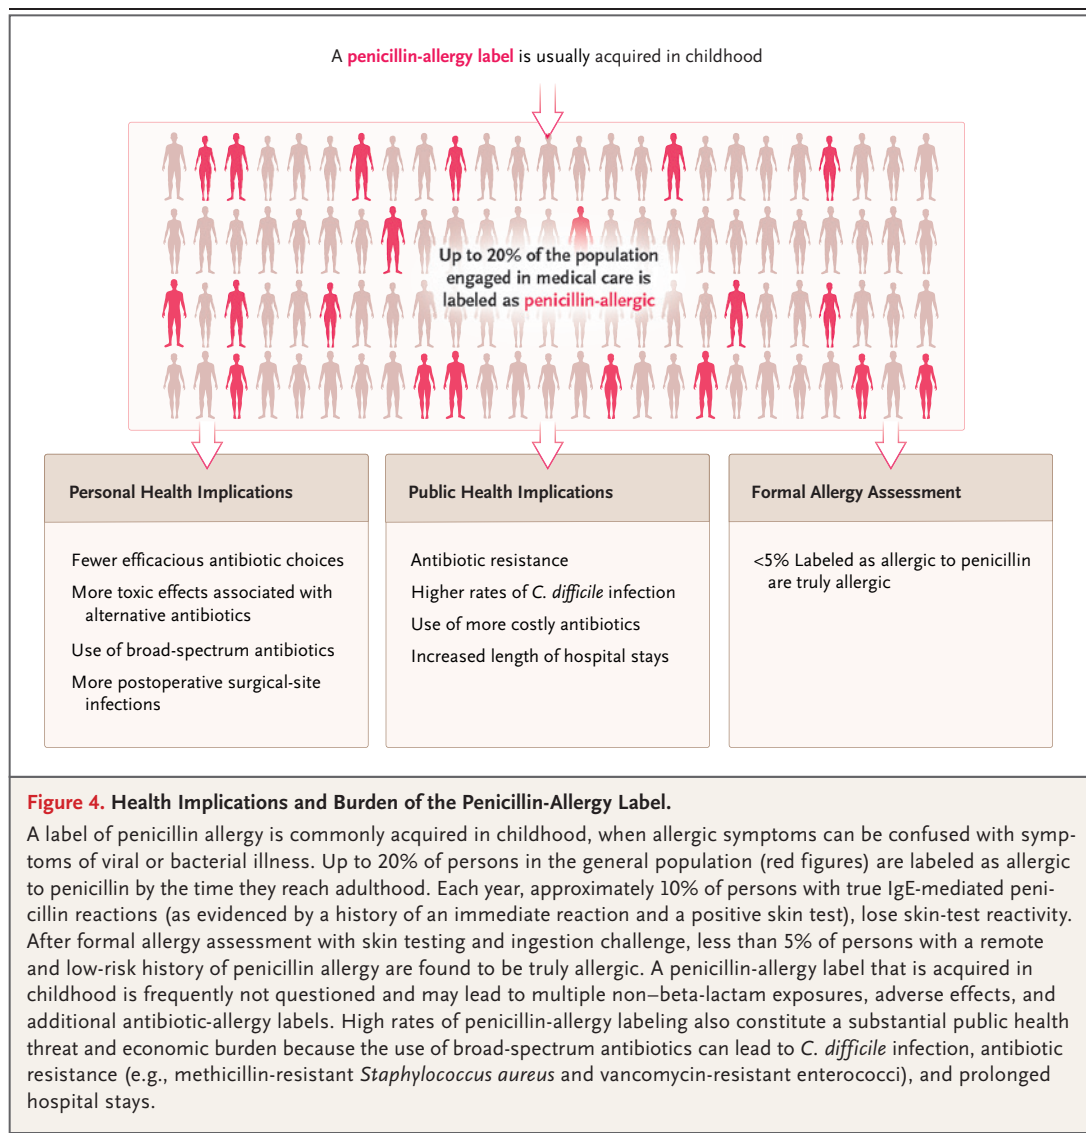 A penicillin-allergy label is usually acquired in childhood
Up to 20% of the population
engaged in medical care is
labeled as penicillin-allergic
Personal Health Implications
Fewer efficacious antibiotic choices
More toxic effects associated with
alternative antibiotics
Use of broad-spectrum antibiotics
More postoperative surgical-site
infections
Public Health Implications
Antibiotic resistance
Higher rates of C. difficile infection
Use of more costly antibiotics
Increased length of hospital stays
Formal Allergy Assessment
<5% Labeled as allergic to penicillin
are truly allergic
Figure 4. Health Implications and Burden of the Penicillin-Allergy Label.
A label of penicillin allergy is commonly acquired in childhood, when allergic symptoms can be confused with symp-
toms of viral or bacterial illness. Up to 20% of persons in the general population (red figures) are labeled as allergic
to penicillin by the time they reach adulthood. Each year, approximately 10% of persons with true IgE-mediated peni-
cillin reactions (as evidenced by a history of an immediate reaction and a positive skin test), lose skin-test reactivity.
After formal allergy assessment with skin testing and ingestion challenge, less than 5% of persons with a remote
and low-risk history of penicillin allergy are found to be truly allergic. A penicillin-allergy label that is acquired in
childhood is frequently not questioned and may lead to multiple non–beta-lactam exposures, adverse effects, and
additional antibiotic-allergy labels. High rates of penicillin-allergy labeling also constitute a substantial public health
threat and economic burden because the use of broad-spectrum antibiotics can lead to C. difficile infection, antibiotic
resistance (e.g., methicillin-resistant Staphylococcus aureus and vancomycin-resistant enterococci), and prolonged
hospital stays.